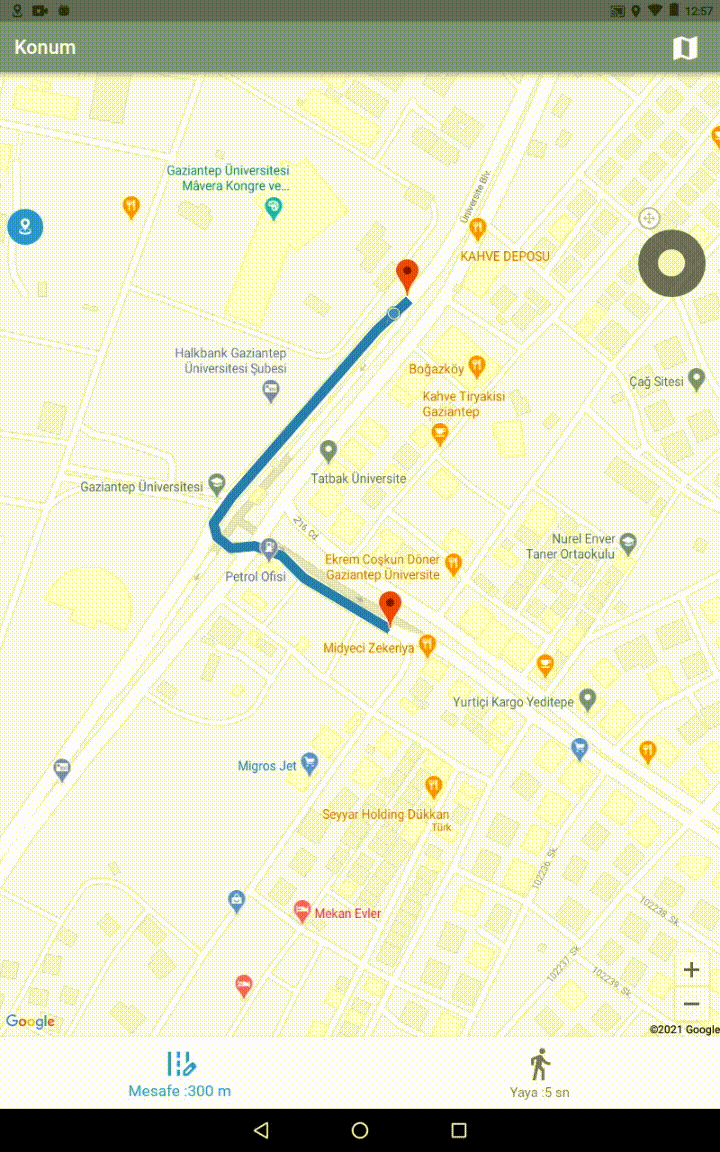 12:57
Konum
Gaziantep Üniversitesi
Mâvera Kongre ve...
Üniversite Blv.
KAHVE DEPOSU
Halkbank Gaziantep
Üniversitesi Şubesi
Boğazköy
Çağ Sitesi
Kahve Tiryakisi
Gaziantep
Tatbak Üniversite
Gaziantep Üniversitesi
216. Cd.
Nurel Enver
Taner Ortaokulu
Ekrem Coşkun Döner
Gaziantep Üniversite
Petrol Ofisi
Midyeci Zekeriya
Yurtiçi Kargo Yeditepe
Migros Jet
Seyyar Holding Dükkan
Türk
102236. Sk.
102238. Sk.
Mekan Evler
102237. Sk.
102239. Sk.
+
−
Google
©2021 Google
Mesafe :300 m
Yaya :5 sn